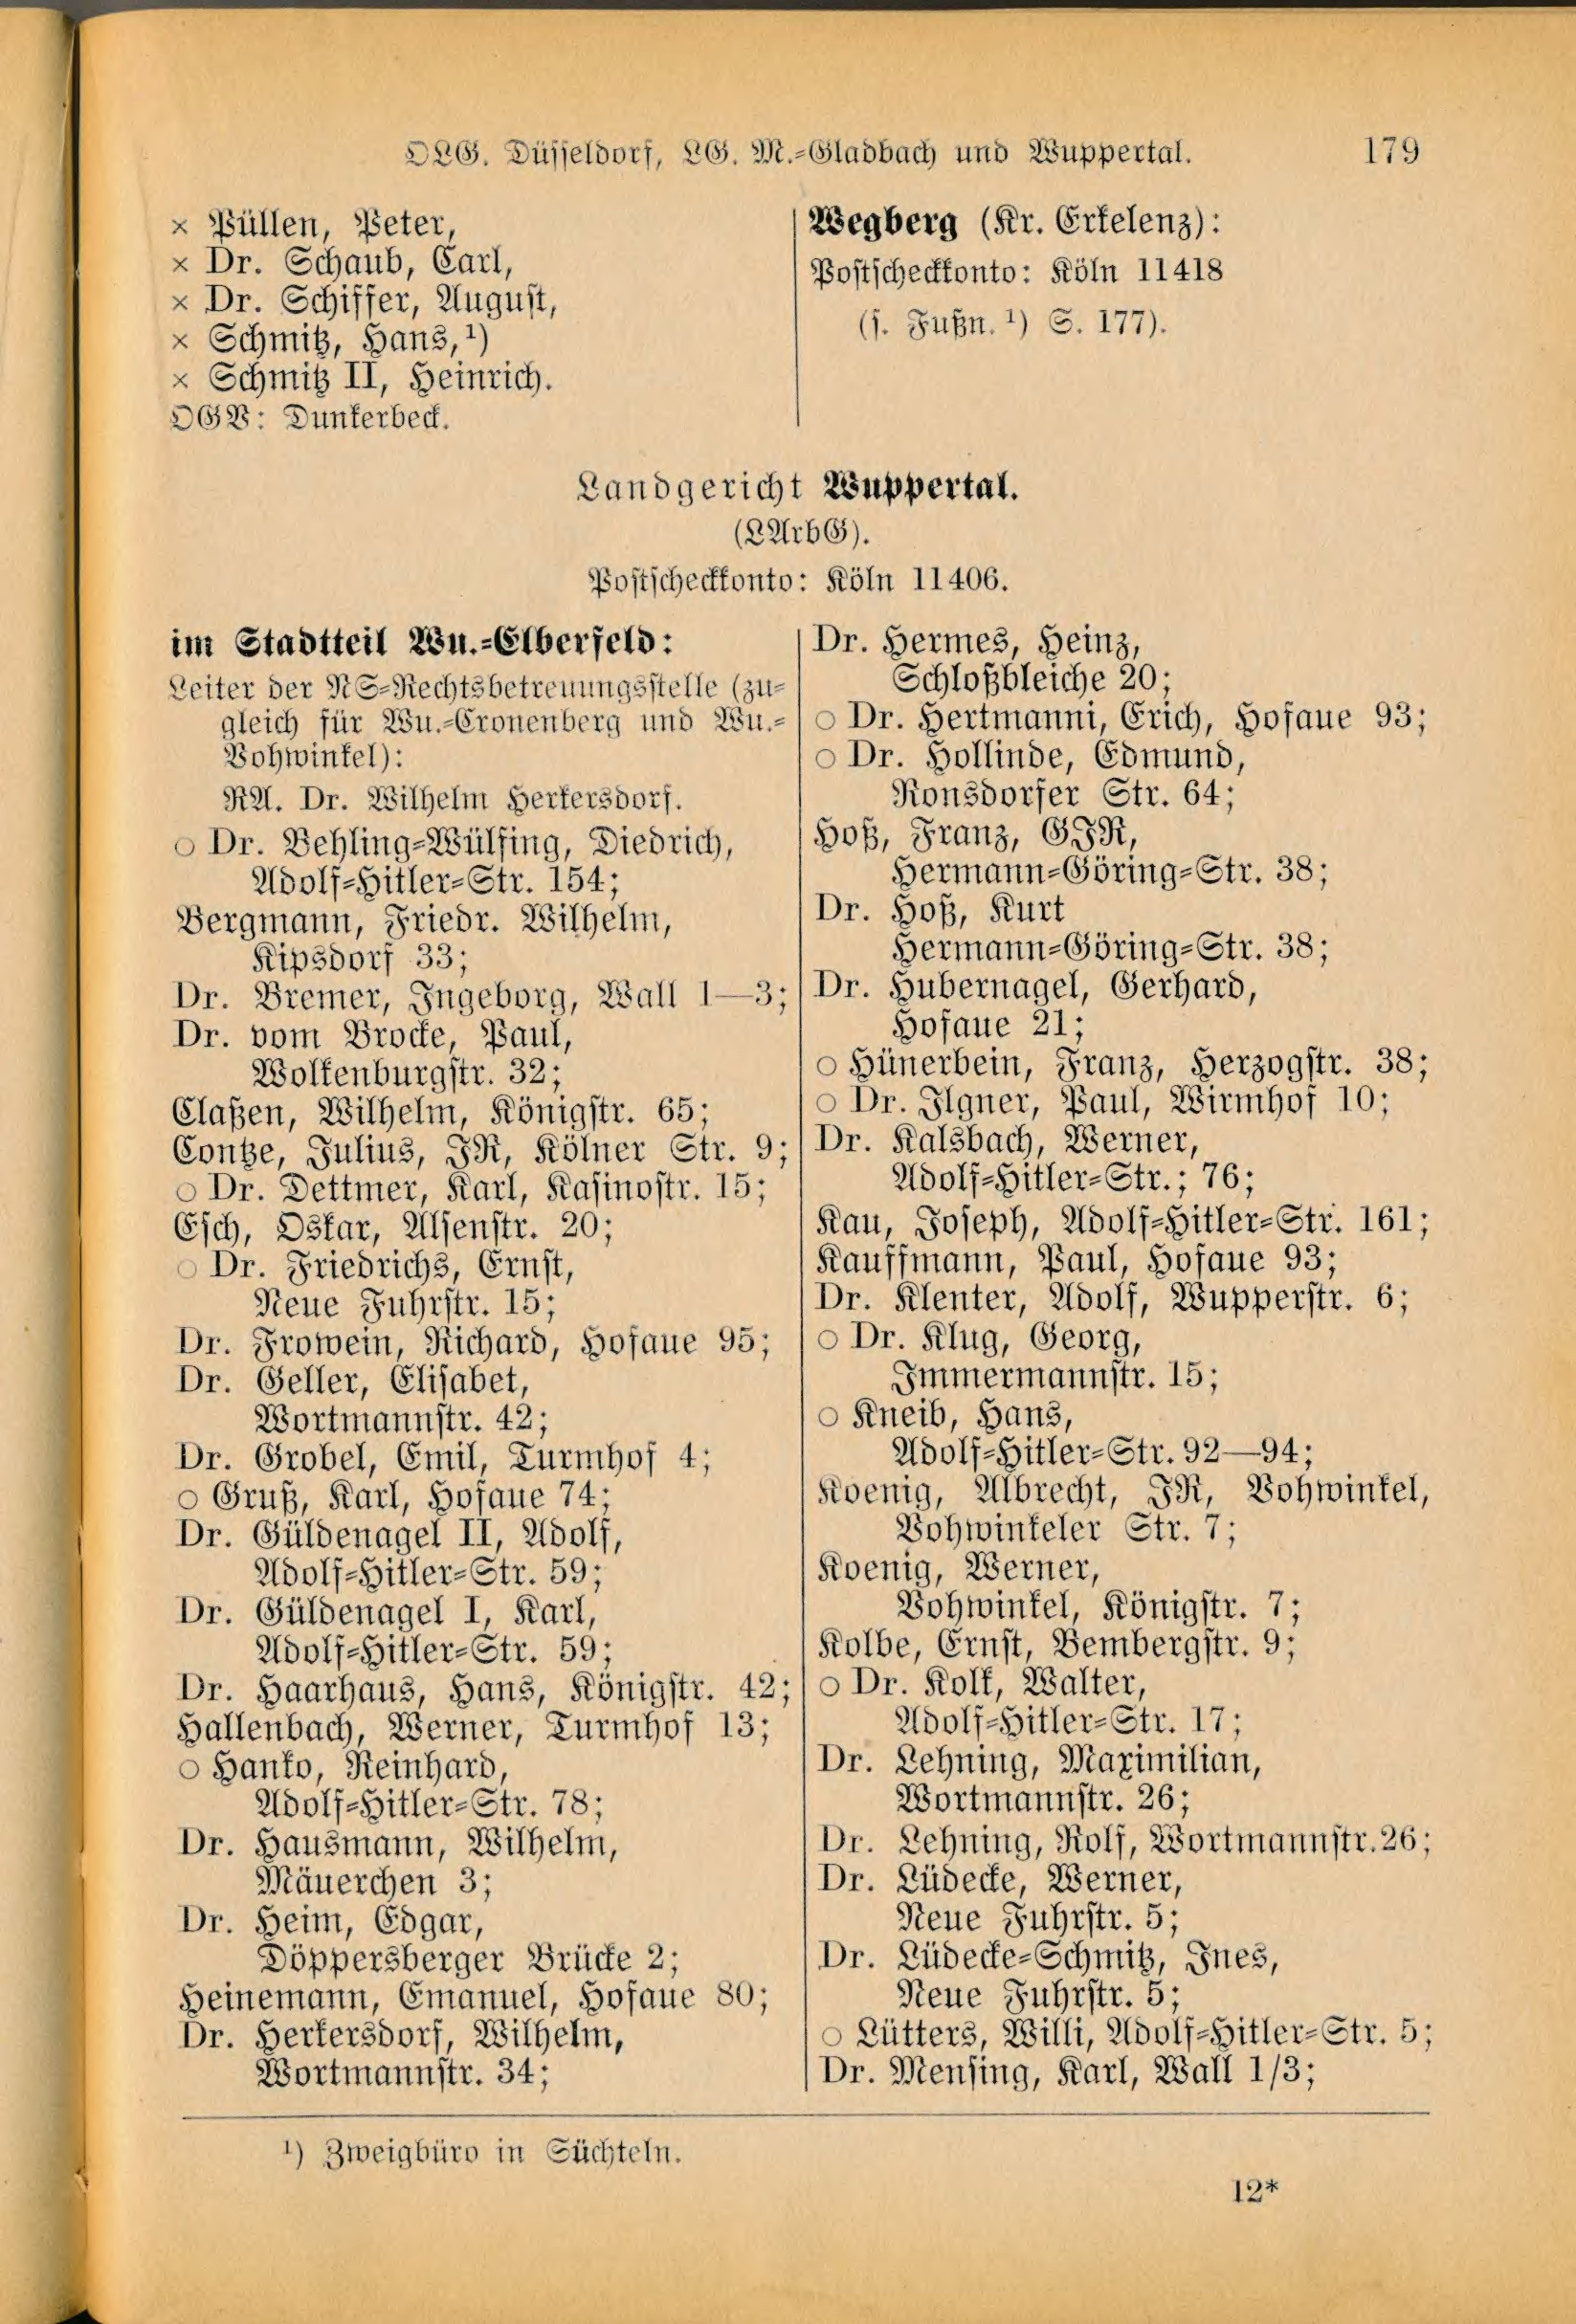 OLG. Düsseldorf, LG. M.-Gladbach und Wuppertal. 179
× Püllen, Peter,
× Dr. Schaub, Carl,
× Dr. Schiffer, August,
× Schmitz, Hans,¹)
× Schmitz II, Heinrich.
OGV: Dunkerbeck.
Wegberg (Kr. Erkelenz):
Postscheckkonto: Köln 11418
(s. Fußn. ¹) S. 177).
Landgericht Wuppertal.
(LArbG).
Postscheckkonto: Köln 11406.
im Stadtteil Wu.-Elberfeld:
Leiter der NS-Rechtsbetreuungsstelle (zu-
gleich für Wu.-Cronenberg und Wu.-
Vohwinkel):
RA. Dr. Wilhelm Herkersdorf.
○ Dr. Behling-Wülfing, Diedrich,
Adolf-Hitler-Str. 154;
Bergmann, Friedr. Wilhelm,
Kipsdorf 33;
Dr. Bremer, Ingeborg, Wall 1—3;
Dr. vom Brocke, Paul,
Wolkenburgstr. 32;
Claßen, Wilhelm, Königstr. 65;
Contze, Julius, JR, Kölner Str. 9;
○ Dr. Dettmer, Karl, Kasinostr. 15;
Esch, Oskar, Alsenstr. 20;
○ Dr. Friedrichs, Ernst,
Neue Fuhrstr. 15;
Dr. Frowein, Richard, Hofaue 95;
Dr. Geller, Elisabet,
Wortmannstr. 42;
Dr. Grobel, Emil, Turmhof 4;
○ Gruß, Karl, Hofaue 74;
Dr. Güldenagel II, Adolf,
Adolf-Hitler-Str. 59;
Dr. Güldenagel I, Karl,
Adolf-Hitler-Str. 59;
Dr. Haarhaus, Hans, Königstr. 42;
Hallenbach, Werner, Turmhof 13;
○ Hanko, Reinhard,
Adolf-Hitler-Str. 78;
Dr. Hausmann, Wilhelm,
Mäuerchen 3;
Dr. Heim, Edgar,
Döppersberger Brücke 2;
Heinemann, Emanuel, Hofaue 80;
Dr. Herkersdorf, Wilhelm,
Wortmannstr. 34;
Dr. Hermes, Heinz,
Schloßbleiche 20;
○ Dr. Hertmanni, Erich, Hofaue 93;
○ Dr. Hollinde, Edmund,
Ronsdorfer Str. 64;
Hoß, Franz, GJR,
Hermann-Göring-Str. 38;
Dr. Hoß, Kurt
Hermann-Göring-Str. 38;
Dr. Hubernagel, Gerhard,
Hofaue 21;
○ Hünerbein, Franz, Herzogstr. 38;
○ Dr. Ilgner, Paul, Wirmhof 10;
Dr. Kalsbach, Werner,
Adolf-Hitler-Str.; 76;
Kau, Joseph, Adolf-Hitler-Str. 161;
Kauffmann, Paul, Hofaue 93;
Dr. Klenter, Adolf, Wupperstr. 6;
○ Dr. Klug, Georg,
Immermannstr. 15;
○ Kneib, Hans,
Adolf-Hitler-Str. 92—94;
Koenig, Albrecht, JR, Vohwinkel,
Vohwinkeler Str. 7;
Koenig, Werner,
Vohwinkel, Königstr. 7;
Kolbe, Ernst, Bembergstr. 9;
○ Dr. Kolk, Walter,
Adolf-Hitler-Str. 17;
Dr. Lehning, Maximilian,
Wortmannstr. 26;
Dr. Lehning, Rolf, Wortmannstr. 26;
Dr. Lüdecke, Werner,
Neue Fuhrstr. 5;
Dr. Lüdecke-Schmitz, Ines,
Neue Fuhrstr. 5;
○ Lütters, Willi, Adolf-Hitler-Str. 5;
Dr. Mensing, Karl, Wall 1/3;
¹) Zweigbüro in Süchteln.
12*